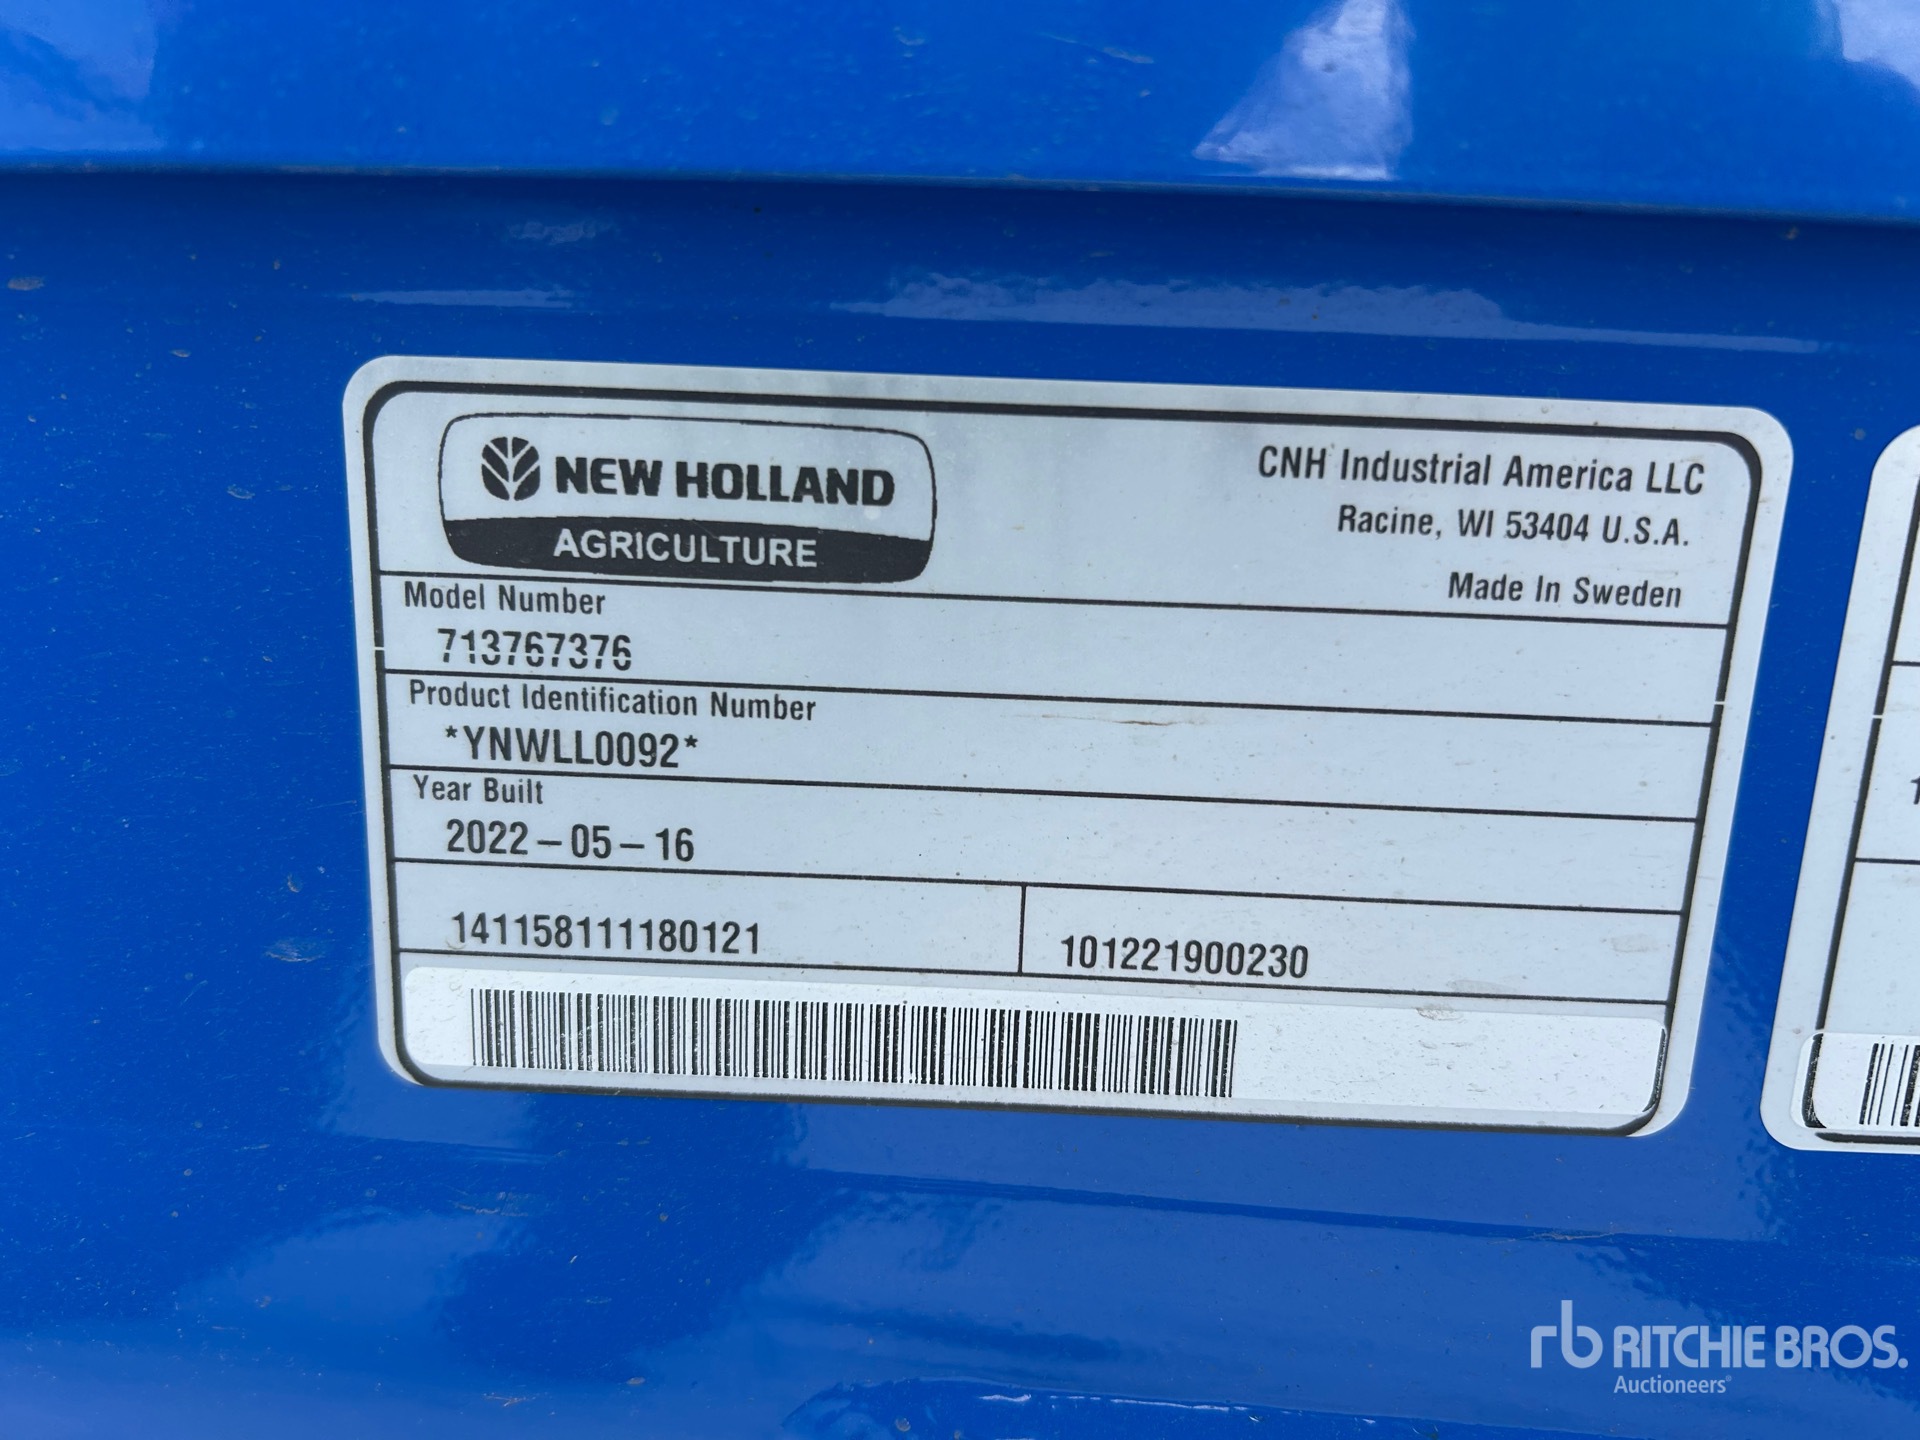 NEW HOLLAND
AGRICULTURE
CNH Industrial America LLC
Racine, WI 53404 U.S.A.
Made In Sweden
Model Number
713767376
Product Identification Number
*YNWLL0092*
Year Built
2022-05-16
141158111180121
101221900230
rb RITCHIE BROS.
Auctioneers